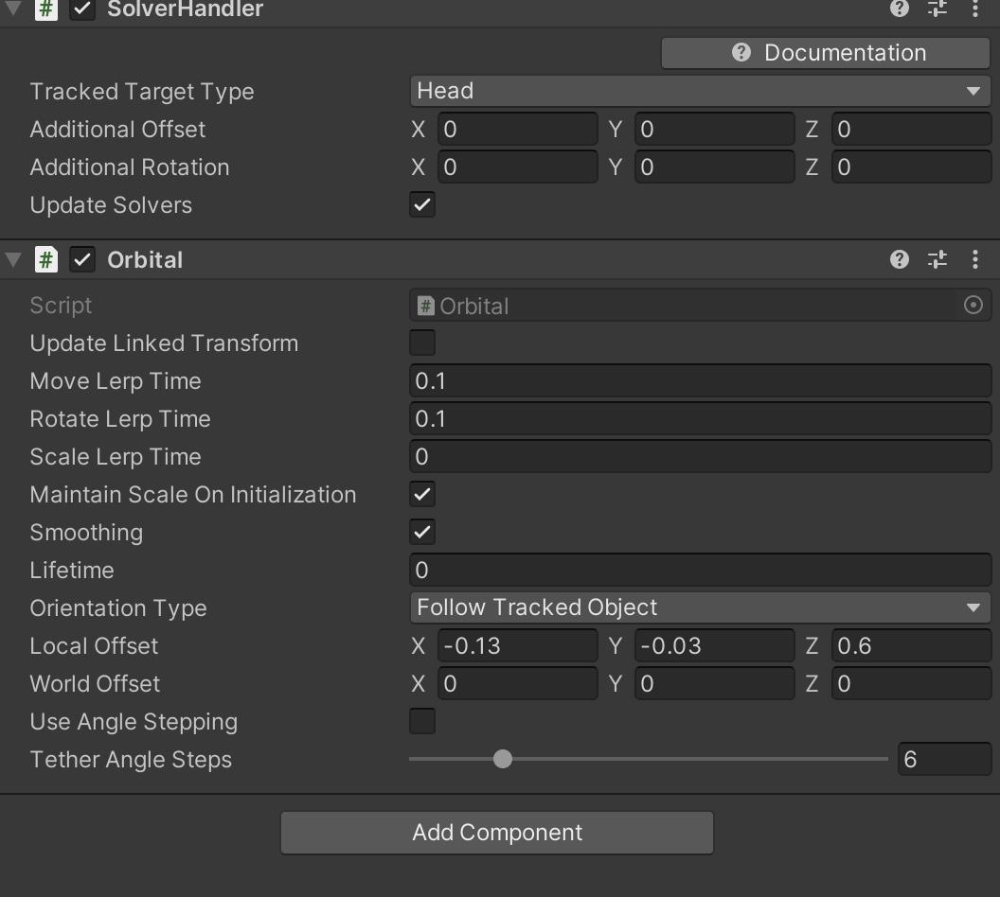 # SolverHandler
Documentation
Tracked Target Type Head
Additional Offset X 0 Y 0 Z 0
Additional Rotation X 0 Y 0 Z 0
Update Solvers
# Orbital
Script # Orbital
Update Linked Transform
Move Lerp Time 0.1
Rotate Lerp Time 0.1
Scale Lerp Time 0
Maintain Scale On Initialization
Smoothing
Lifetime 0
Orientation Type Follow Tracked Object
Local Offset X -0.13 Y -0.03 Z 0.6
World Offset X 0 Y 0 Z 0
Use Angle Stepping
Tether Angle Steps 6
Add Component